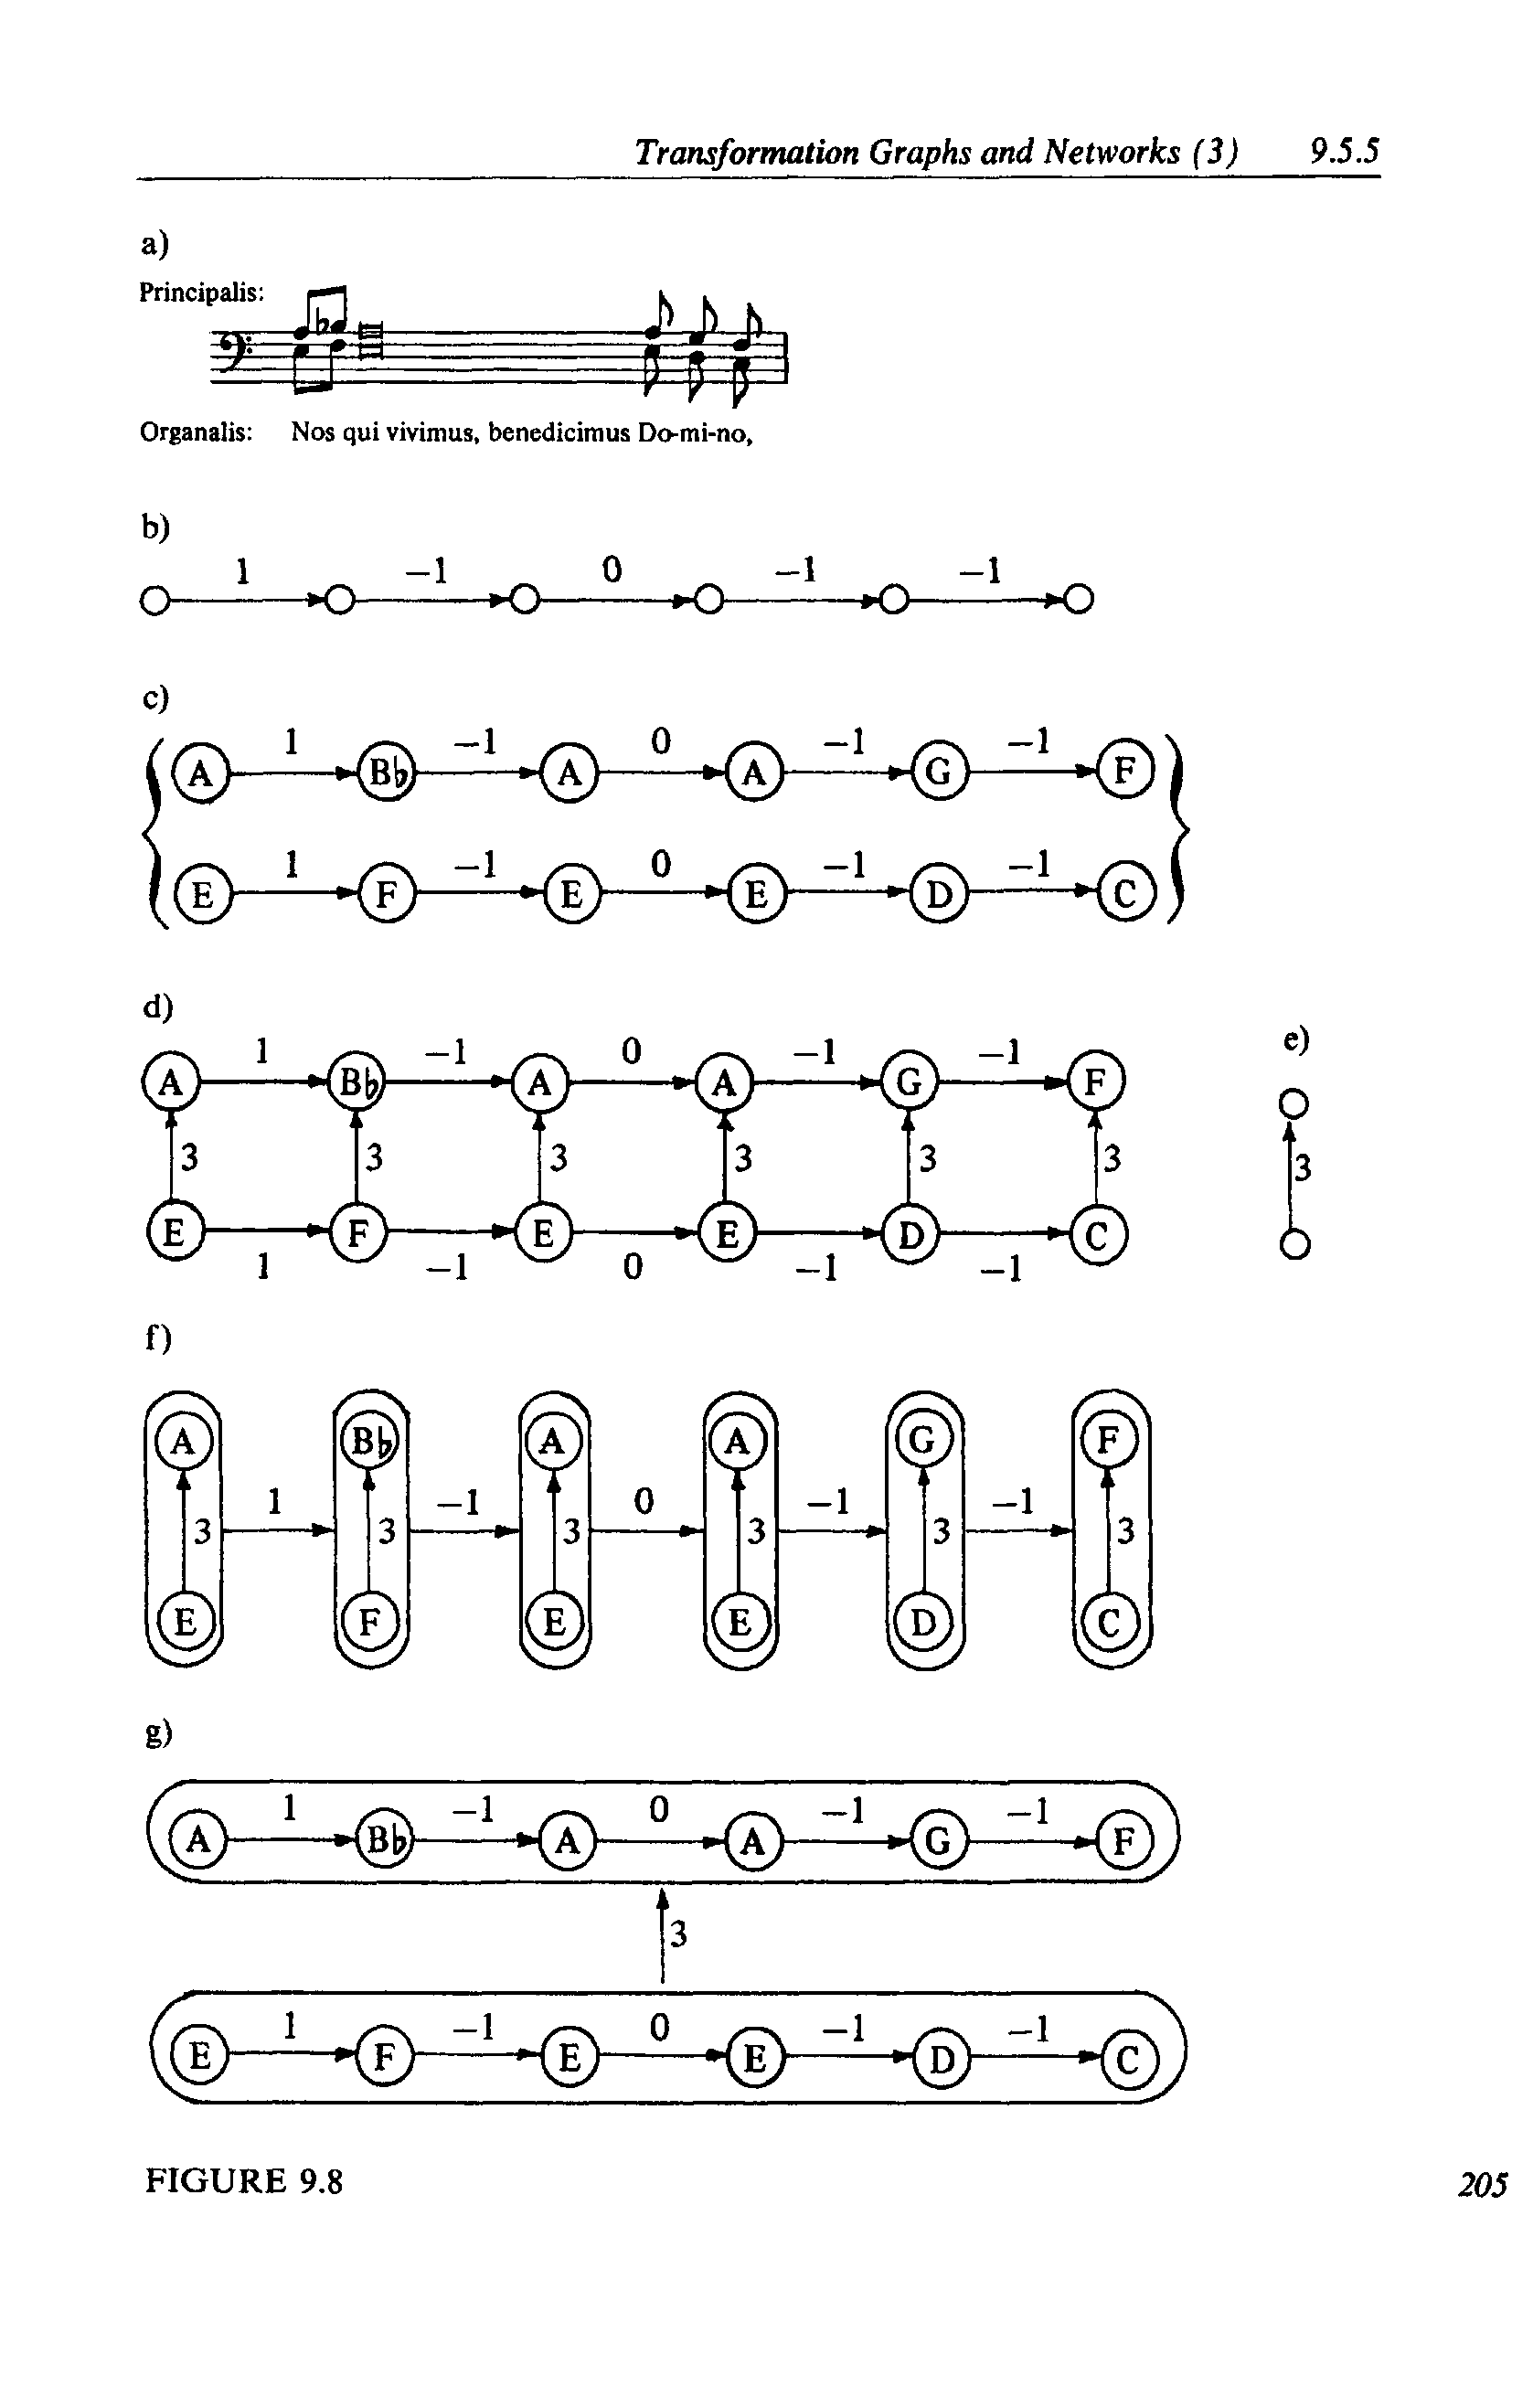 Transformation Graphs and Networks (3) 9.5.5
a)
Principalis:
Organalis: Nos qui vivimus, benedicimus Do-mi-no,
b)
1 −1 0 −1 −1
c)
1 −1 0 −1 −1
A B♭ A A G F
1 −1 0 −1 −1
E F E E D C
d)
1 −1 0 −1 −1
A B♭ A A G F
3 3 3 3 3 3
E F E E D C
1 −1 0 −1 −1
e)
3
f)
A B♭ A A G F
1 −1 0 −1 −1
3 3 3 3 3 3
E F E E D C
g)
1 −1 0 −1 −1
A B♭ A A G F
3
1 −1 0 −1 −1
E F E E D C
FIGURE 9.8
205